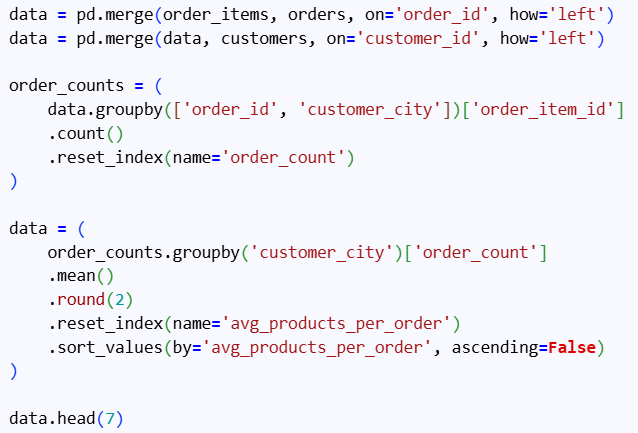 data = pd.merge(order_items, orders, on='order_id', how='left')
data = pd.merge(data, customers, on='customer_id', how='left')

order_counts = (
    data.groupby(['order_id', 'customer_city'])['order_item_id']
    .count()
    .reset_index(name='order_count')
)

data = (
    order_counts.groupby('customer_city')['order_count']
    .mean()
    .round(2)
    .reset_index(name='avg_products_per_order')
    .sort_values(by='avg_products_per_order', ascending=False)
)

data.head(7)